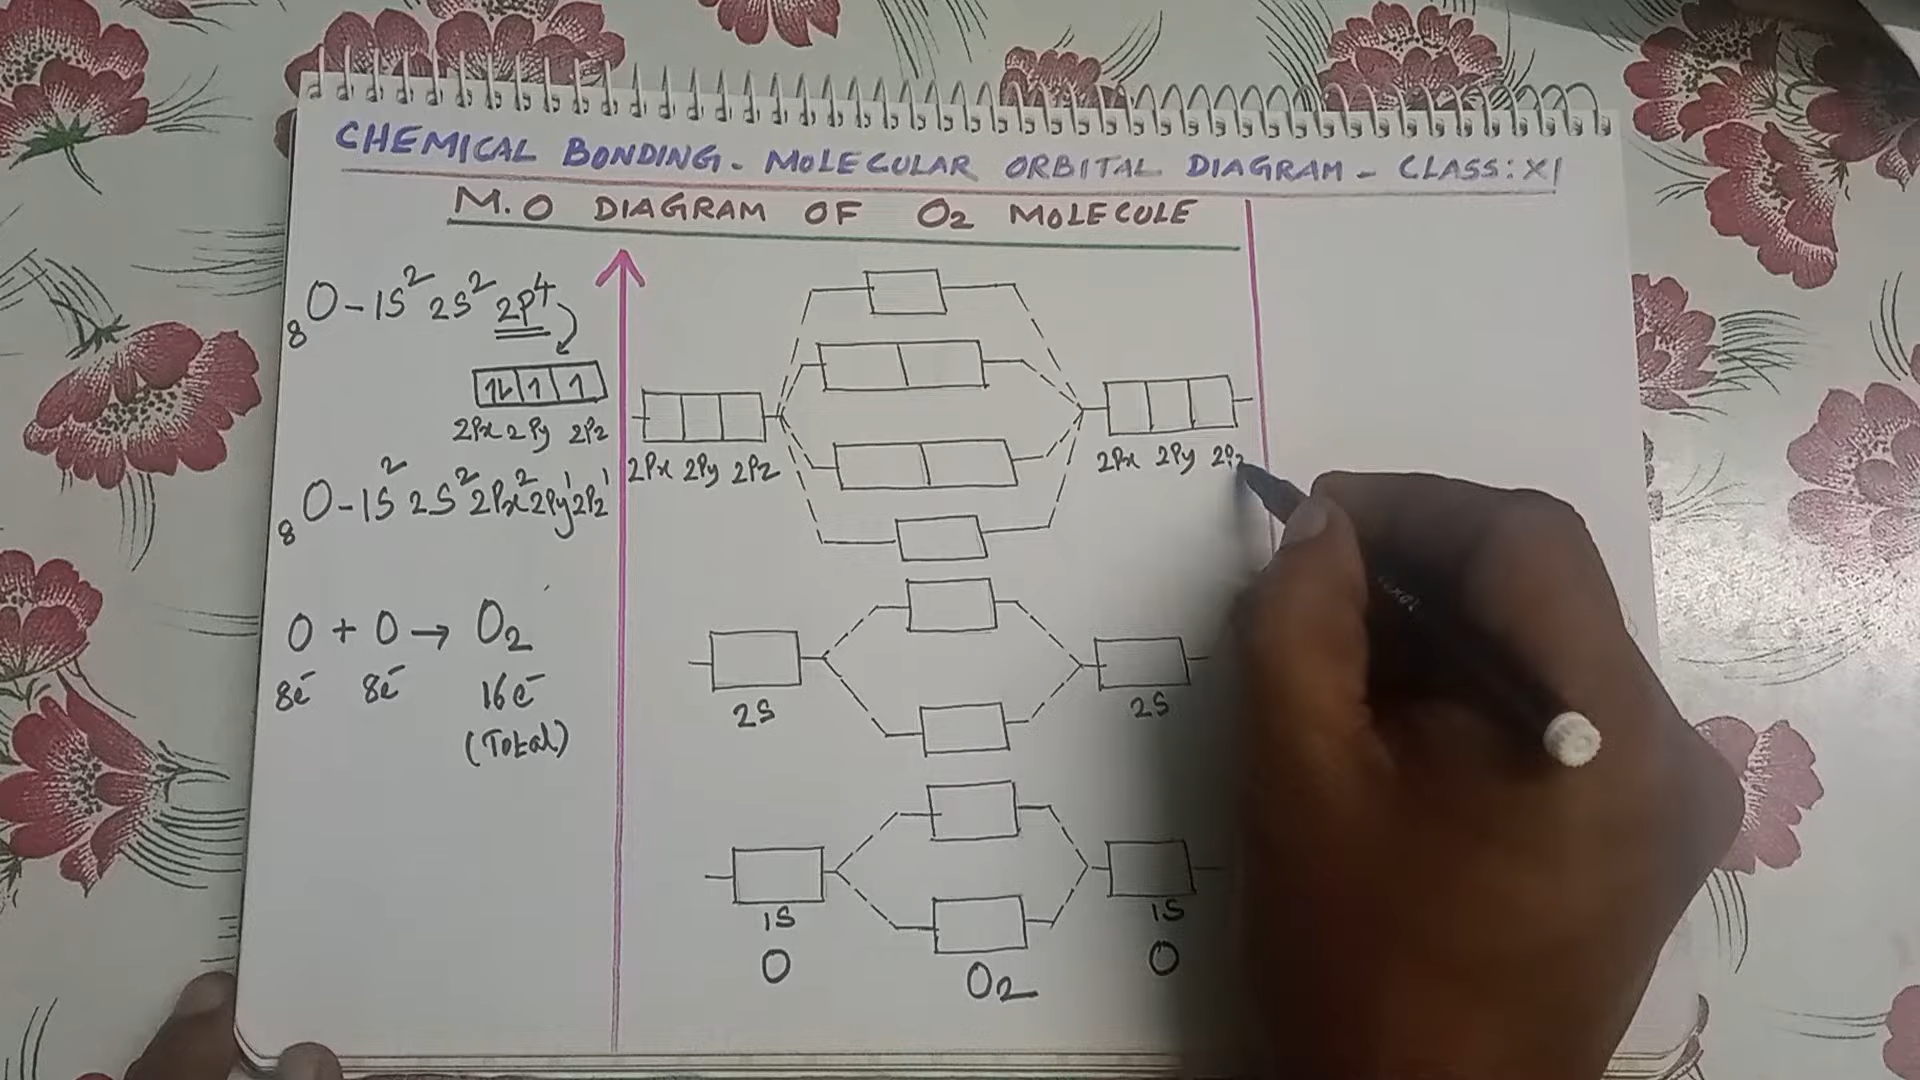 CHEMICAL BONDING - MOLECULAR ORBITAL DIAGRAM - CLASS: XI
M.O DIAGRAM OF O2 MOLECULE
8O - 1S² 2S² 2P⁴
1L 1 1
2Px 2Py 2Pz
8O - 1S² 2S² 2Px² 2Py¹ 2Pz¹
O + O → O2
8e⁻ 8e⁻ 16e⁻
(Total)
2Px 2Py 2Pz
2Px 2Py 2Pz
2S
2S
1S
1S
O
O2
O